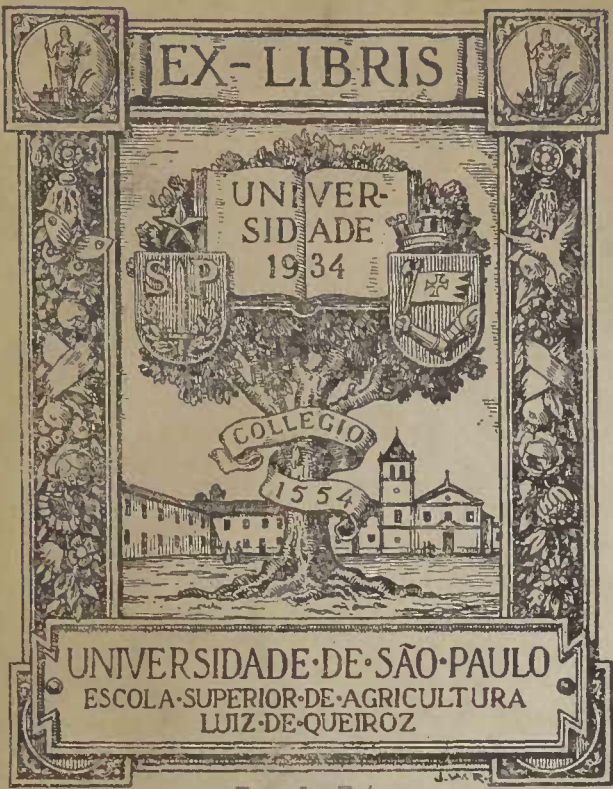 EX-LIBRIS
UNIVER-
SIDADE
1934
S P
COLLEGIO
1554
UNIVERSIDADE·DE·SÃO·PAULO
ESCOLA·SUPERIOR·DE·AGRICULTURA
LUIZ·DE·QUEIROZ